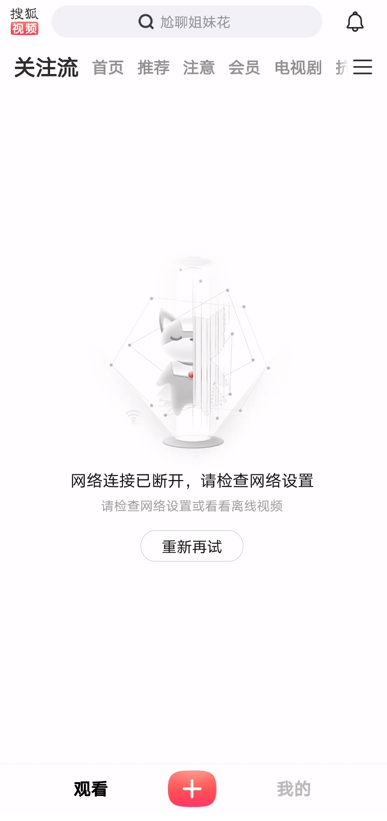 搜狐
视频
尬聊姐妹花
关注流 首页 推荐 注意 会员 电视剧
网络连接已断开，请检查网络设置
请检查网络设置或看看离线视频
重新再试
观看 我的